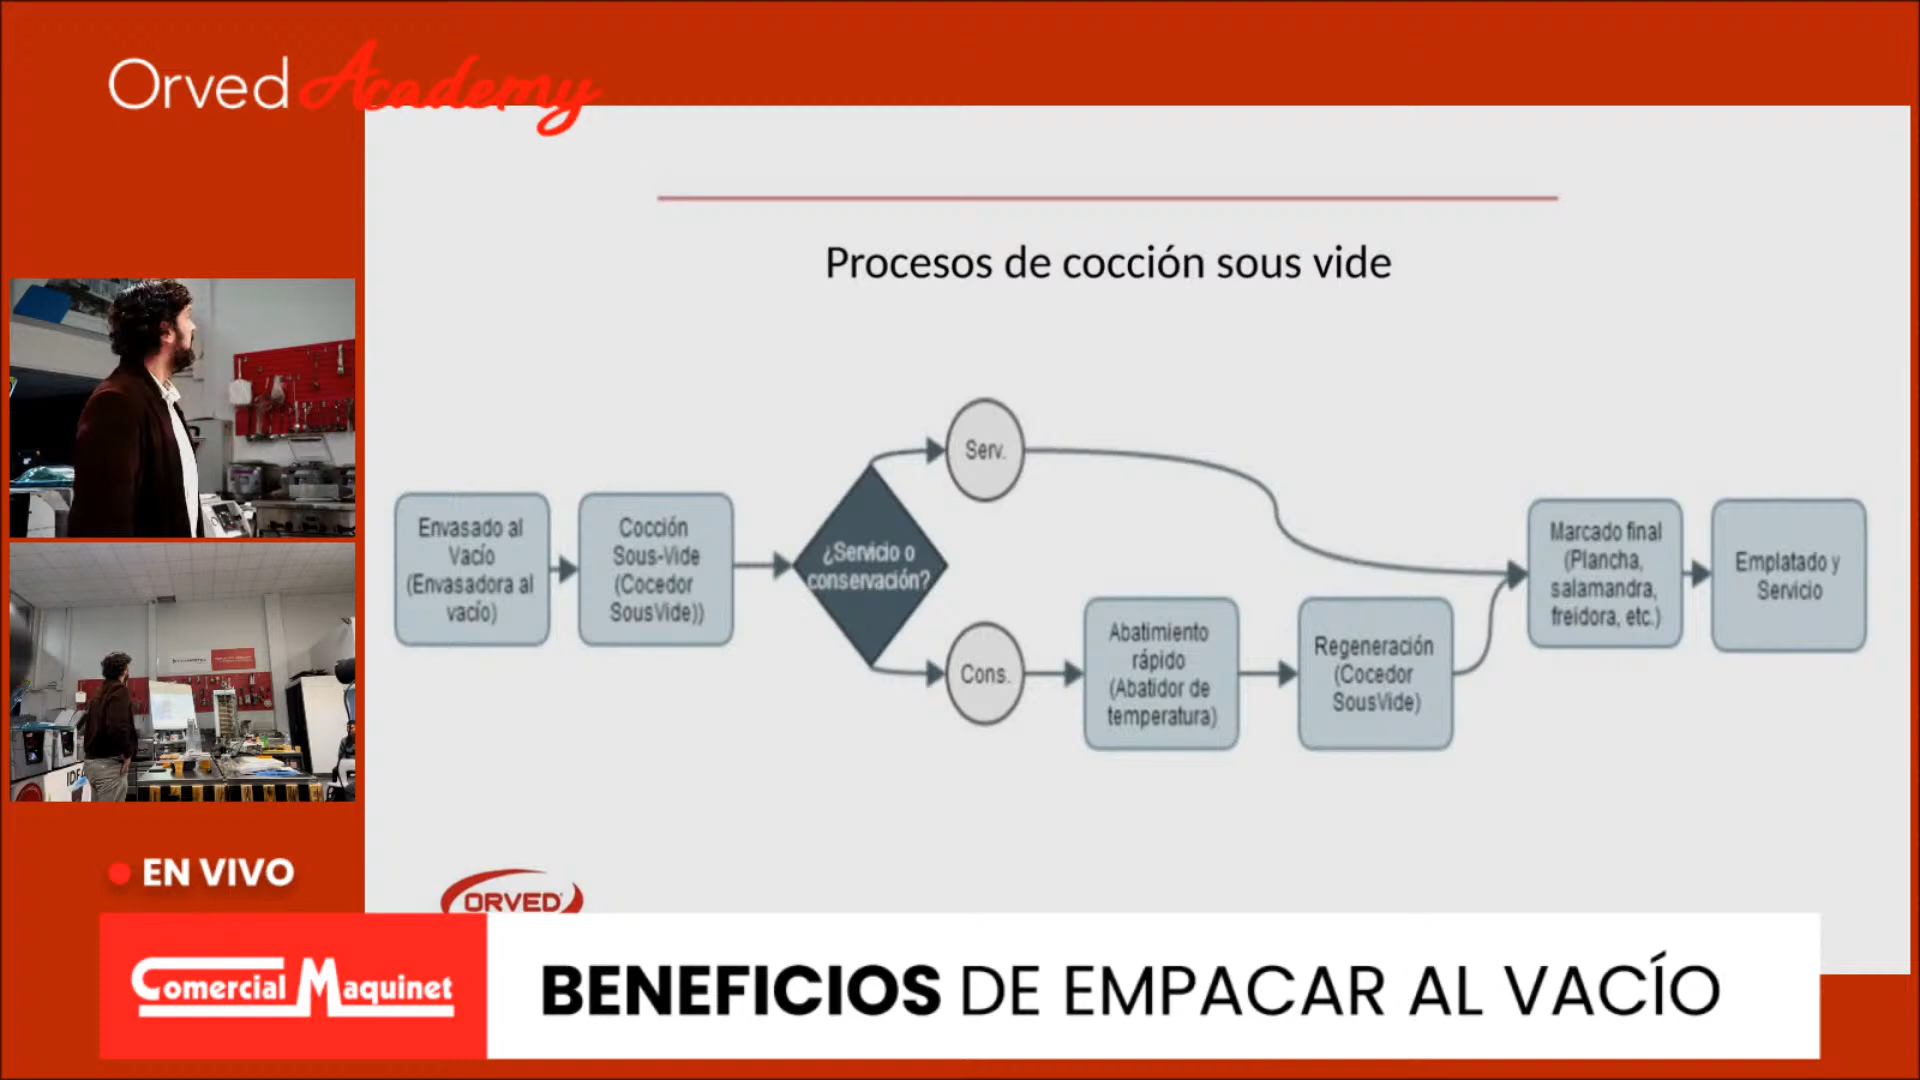 Orved Academy
Procesos de cocción sous vide
Envasado al
Vacío
(Envasadora al
vacío)
Cocción
Sous-Vide
(Cocedor
SousVide))
¿Servicio o
conservación?
Serv.
Cons.
Abatimiento
rápido
(Abatidor de
temperatura)
Regeneración
(Cocedor
SousVide)
Marcado final
(Plancha,
salamandra,
freidora, etc.)
Emplatado y
Servicio
EN VIVO
ORVED
Comercial Maquinet
BENEFICIOS DE EMPACAR AL VACÍO